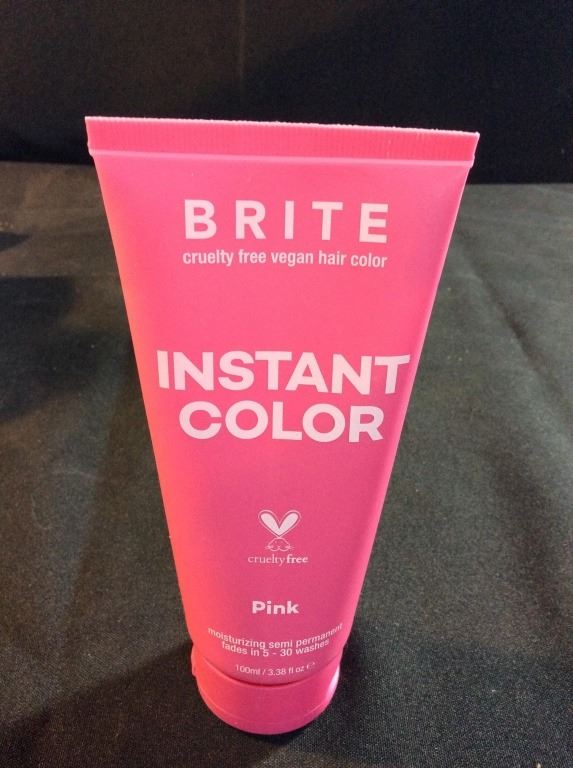 BRITE
cruelty free vegan hair color
INSTANT
COLOR
crueltyfree
Pink
moisturizing semi permanent
fades in 5 - 30 washes
100ml / 3.38 fl oz ℮